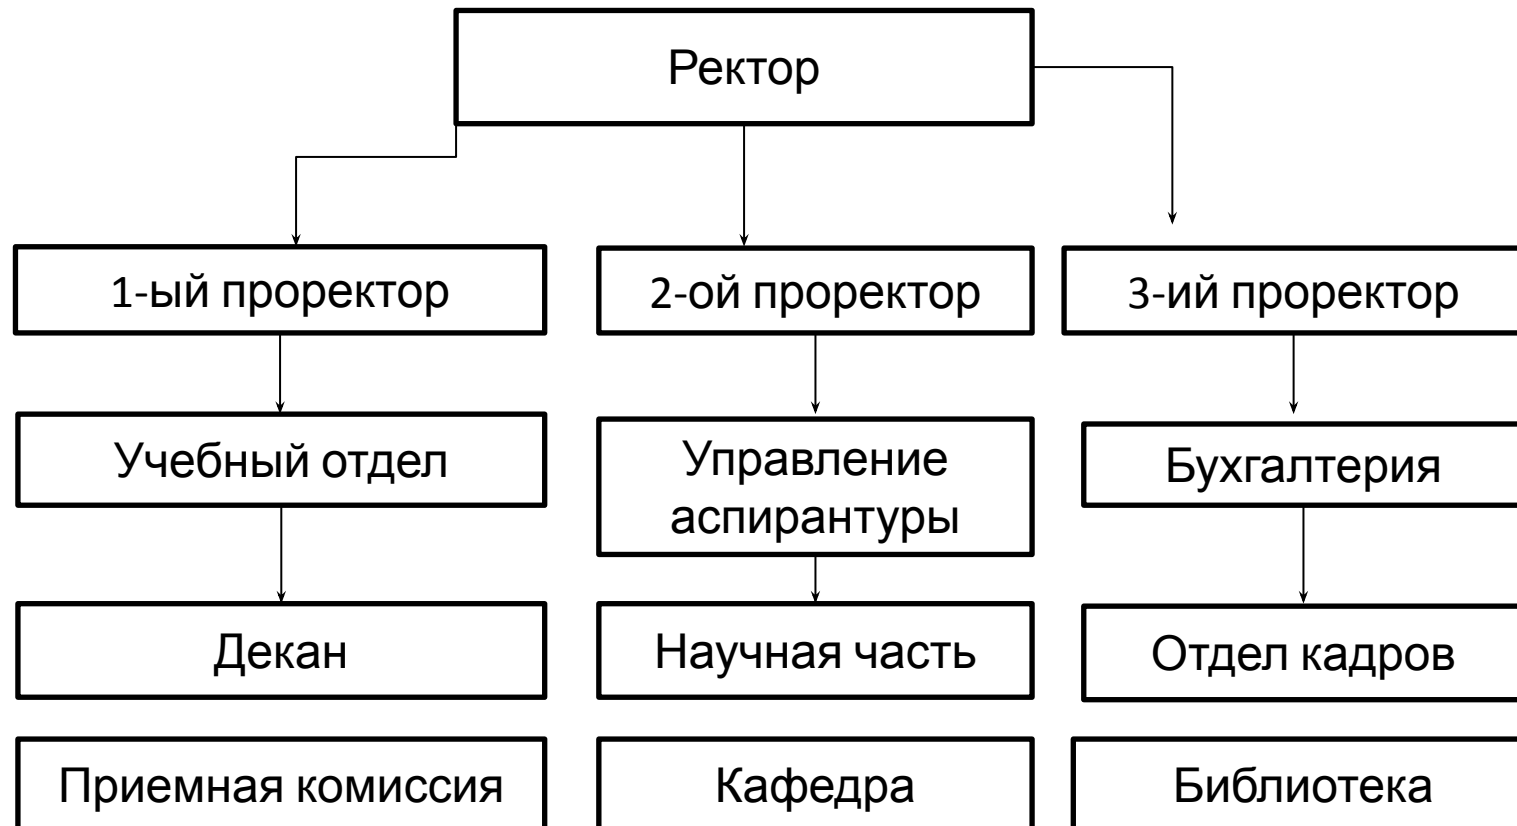 Ректор
1-ый проректор
2-ой проректор
3-ий проректор
Учебный отдел
Управление
аспирантуры
Бухгалтерия
Декан
Научная часть
Отдел кадров
Приемная комиссия
Кафедра
Библиотека